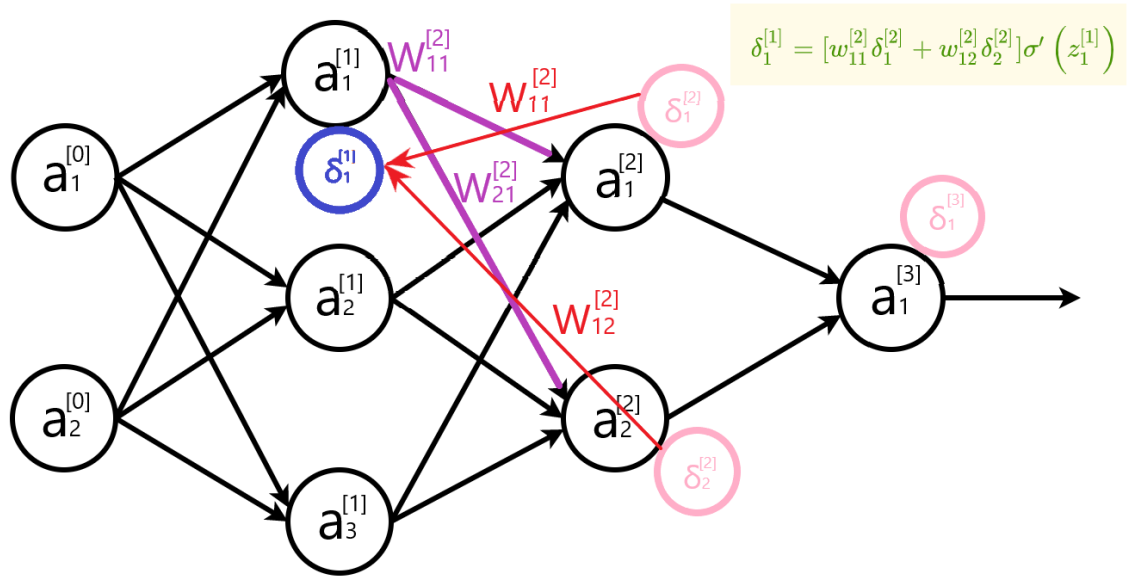 a₁^[1]
W₁₁^[2]
δ₁^[1] = [w₁₁^[2]δ₁^[2] + w₁₂^[2]δ₂^[2]]σ′(z₁^[1])
W₁₁^[2]
δ₁^[2]
a₁^[0]
δ₁^[1]
W₂₁^[2]
a₁^[2]
δ₁^[3]
a₂^[1]
W₁₂^[2]
a₁^[3]
a₂^[0]
a₂^[2]
δ₂^[2]
a₃^[1]